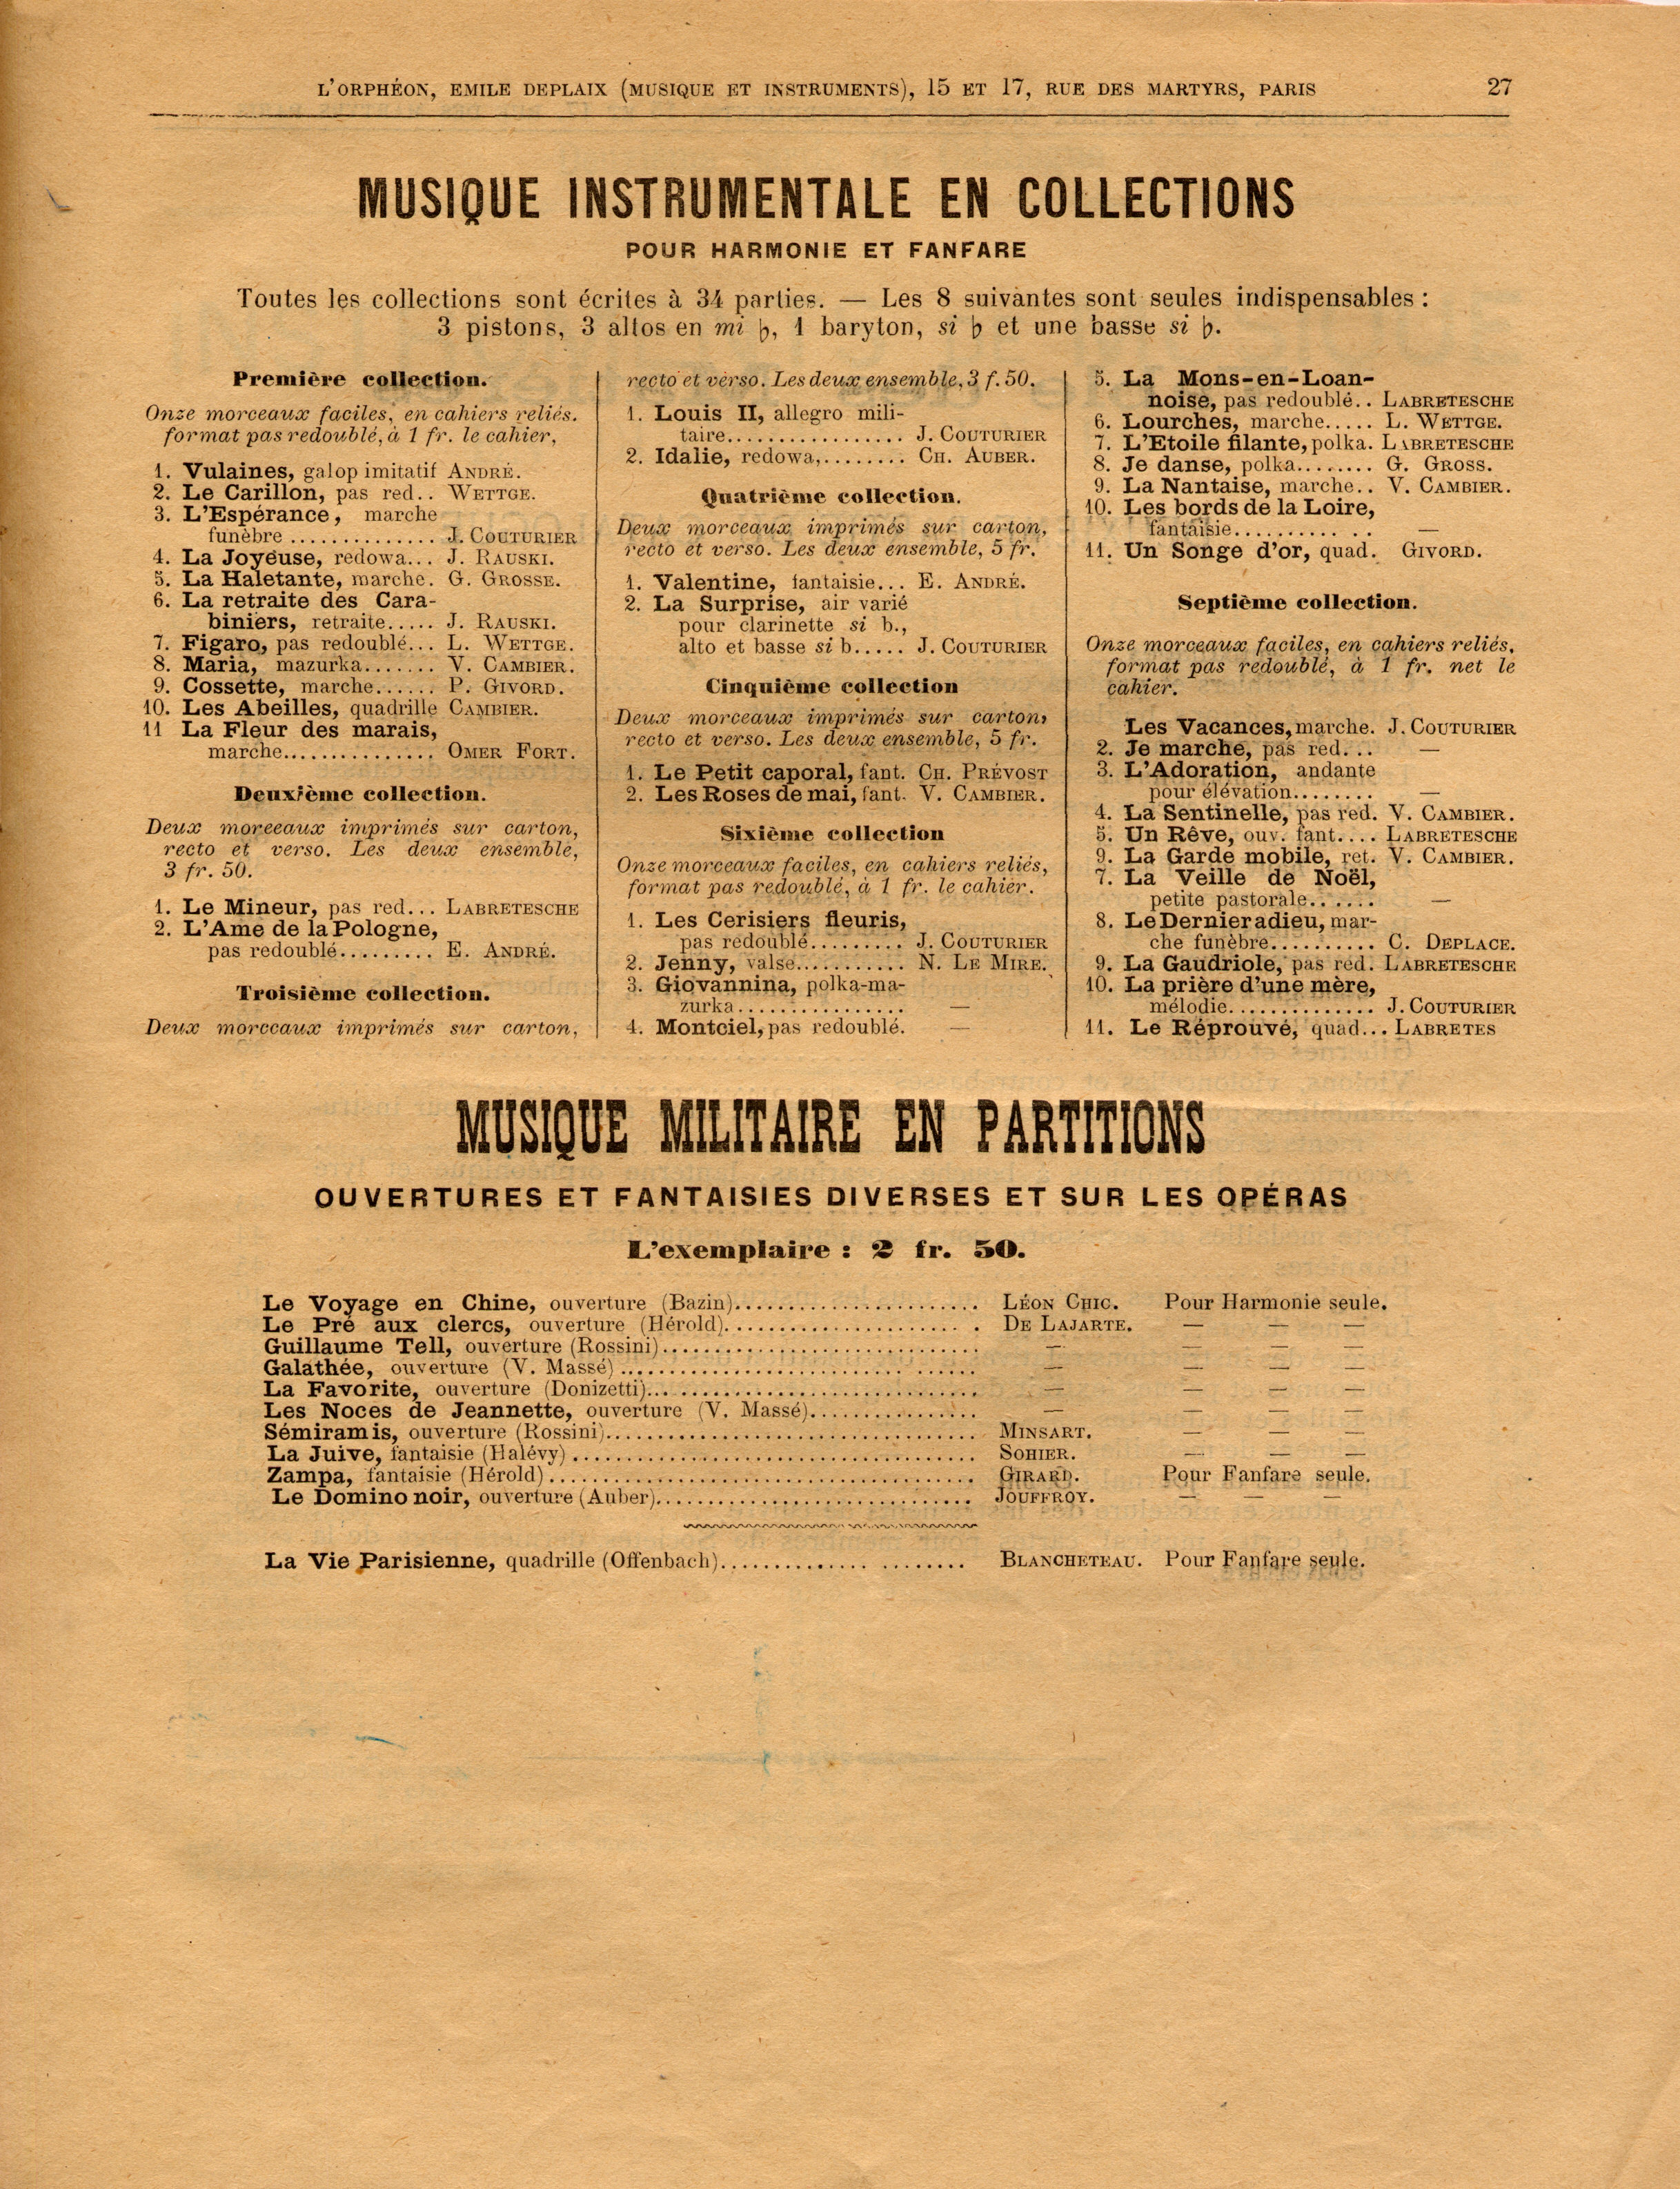 L'ORPHÉON, EMILE DEPLAIX (MUSIQUE ET INSTRUMENTS), 15 ET 17, RUE DES MARTYRS, PARIS 27
MUSIQUE INSTRUMENTALE EN COLLECTIONS
POUR HARMONIE ET FANFARE
Toutes les collections sont écrites à 34 parties. — Les 8 suivantes sont seules indispensables :
3 pistons, 3 altos en mi ♭, 1 baryton, si ♭ et une basse si ♭.
Première collection.
Onze morceaux faciles, en cahiers reliés.
format pas redoublé, à 1 fr. le cahier,
1. Vulaines, galop imitatif ANDRÉ.
2. Le Carillon, pas red.. WETTGE.
3. L'Espérance, marche
funèbre .............. J. COUTURIER
4. La Joyeuse, redowa... J. RAUSKI.
5. La Haletante, marche. G. GROSSE.
6. La retraite des Cara-
biniers, retraite..... J. RAUSKI.
7. Figaro, pas redoublé... L. WETTGE.
8. Maria, mazurka....... V. CAMBIER.
9. Cossette, marche...... P. GIVORD.
10. Les Abeilles, quadrille CAMBIER.
11 La Fleur des marais,
marche............... OMER FORT.
Deuxième collection.
Deux morceaux imprimés sur carton,
recto et verso. Les deux ensemble,
3 fr. 50.
1. Le Mineur, pas red... LABRETESCHE
2. L'Ame de la Pologne,
pas redoublé......... E. ANDRÉ.
Troisième collection.
Deux morceaux imprimés sur carton,
recto et verso. Les deux ensemble, 3 f. 50.
1. Louis II, allegro mili-
taire................. J. COUTURIER
2. Idalie, redowa,........ CH. AUBER.
Quatrième collection.
Deux morceaux imprimés sur carton,
recto et verso. Les deux ensemble, 5 fr.
1. Valentine, fantaisie... E. ANDRÉ.
2. La Surprise, air varié
pour clarinette si b.,
alto et basse si b..... J. COUTURIER
Cinquième collection
Deux morceaux imprimés sur carton,
recto et verso. Les deux ensemble, 5 fr.
1. Le Petit caporal, fant. CH. PRÉVOST
2. Les Roses de mai, fant. V. CAMBIER.
Sixième collection
Onze morceaux faciles, en cahiers reliés,
format pas redoublé, à 1 fr. le cahier.
1. Les Cerisiers fleuris,
pas redoublé......... J. COUTURIER
2. Jenny, valse........... N. LE MIRE.
3. Giovannina, polka-ma-
zurka................ —
4. Montciel, pas redoublé. —
5. La Mons-en-Loan-
noise, pas redoublé.. LABRETESCHE
6. Lourches, marche..... L. WETTGE.
7. L'Etoile filante, polka. LABRETESCHE
8. Je danse, polka........ G. GROSS.
9. La Nantaise, marche.. V. CAMBIER.
10. Les bords de la Loire,
fantaisie.......... .. —
11. Un Songe d'or, quad. GIVORD.
Septième collection.
Onze morceaux faciles, en cahiers reliés,
format pas redoublé, à 1 fr. net le
cahier.
Les Vacances, marche. J. COUTURIER
2. Je marche, pas red... —
3. L'Adoration, andante
pour élévation........ —
4. La Sentinelle, pas red. V. CAMBIER.
5. Un Rêve, ouv. fant.... LABRETESCHE
9. La Garde mobile, ret. V. CAMBIER.
7. La Veille de Noël,
petite pastorale...... —
8. Le Dernier adieu, mar-
che funèbre.......... C. DEPLACE.
9. La Gaudriole, pas red. LABRETESCHE
10. La prière d'une mère,
mélodie.............. J. COUTURIER
11. Le Réprouvé, quad... LABRETES
MUSIQUE MILITAIRE EN PARTITIONS
OUVERTURES ET FANTAISIES DIVERSES ET SUR LES OPÉRAS
L'exemplaire : 2 fr. 50.
Le Voyage en Chine, ouverture (Bazin)....................... LÉON CHIC. Pour Harmonie seule.
Le Pré aux clercs, ouverture (Hérold)...................... . DE LAJARTE. — — —
Guillaume Tell, ouverture (Rossini).............................. — — — —
Galathée, ouverture (V. Massé) .......................... ...... — — — —
La Favorite, ouverture (Donizetti)............................... — — — —
Les Noces de Jeannette, ouverture (V. Massé)................ — — — —
Sémiramis, ouverture (Rossini)................................... MINSART. — — —
La Juive, fantaisie (Halévy) ...................................... SOHIER. — — —
Zampa, fantaisie (Hérold)......................................... GIRARD. Pour Fanfare seule.
Le Domino noir, ouverture (Auber).............................. JOUFFROY. — — —
La Vie Parisienne, quadrille (Offenbach).............. ........ BLANCHETEAU. Pour Fanfare seule.